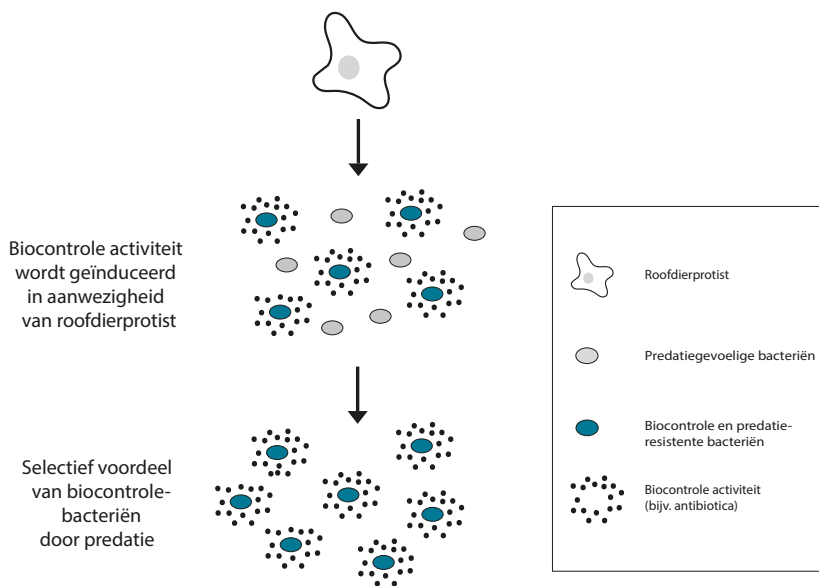 Biocontrole activiteit
wordt geïnduceerd
in aanwezigheid
van roofdierprotist
Selectief voordeel
van biocontrole-
bacteriën
door predatie
Roofdierprotist
Predatiegevoelige bacteriën
Biocontrole en predatie-
resistente bacteriën
Biocontrole activiteit
(bijv. antibiotica)